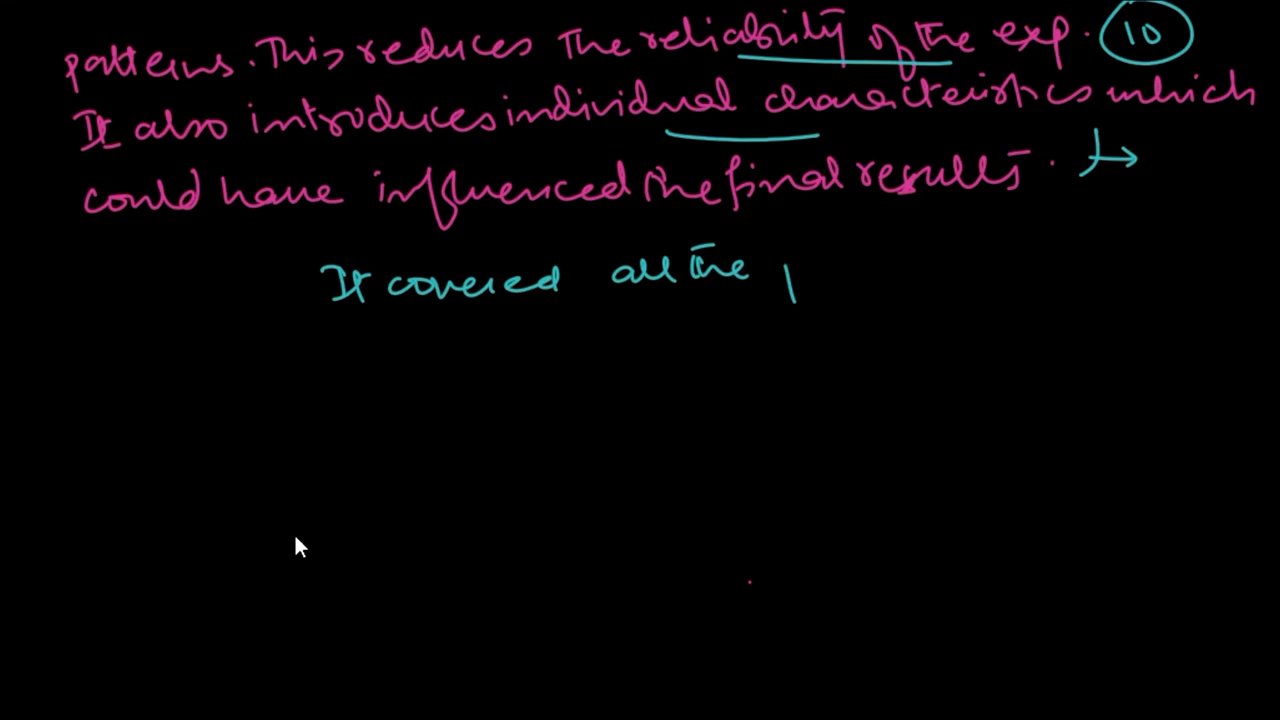 patterns. This reduces the reliability of the exp. 10
It also introduces individual characteristics which
could have influenced the final results.
It covered all the